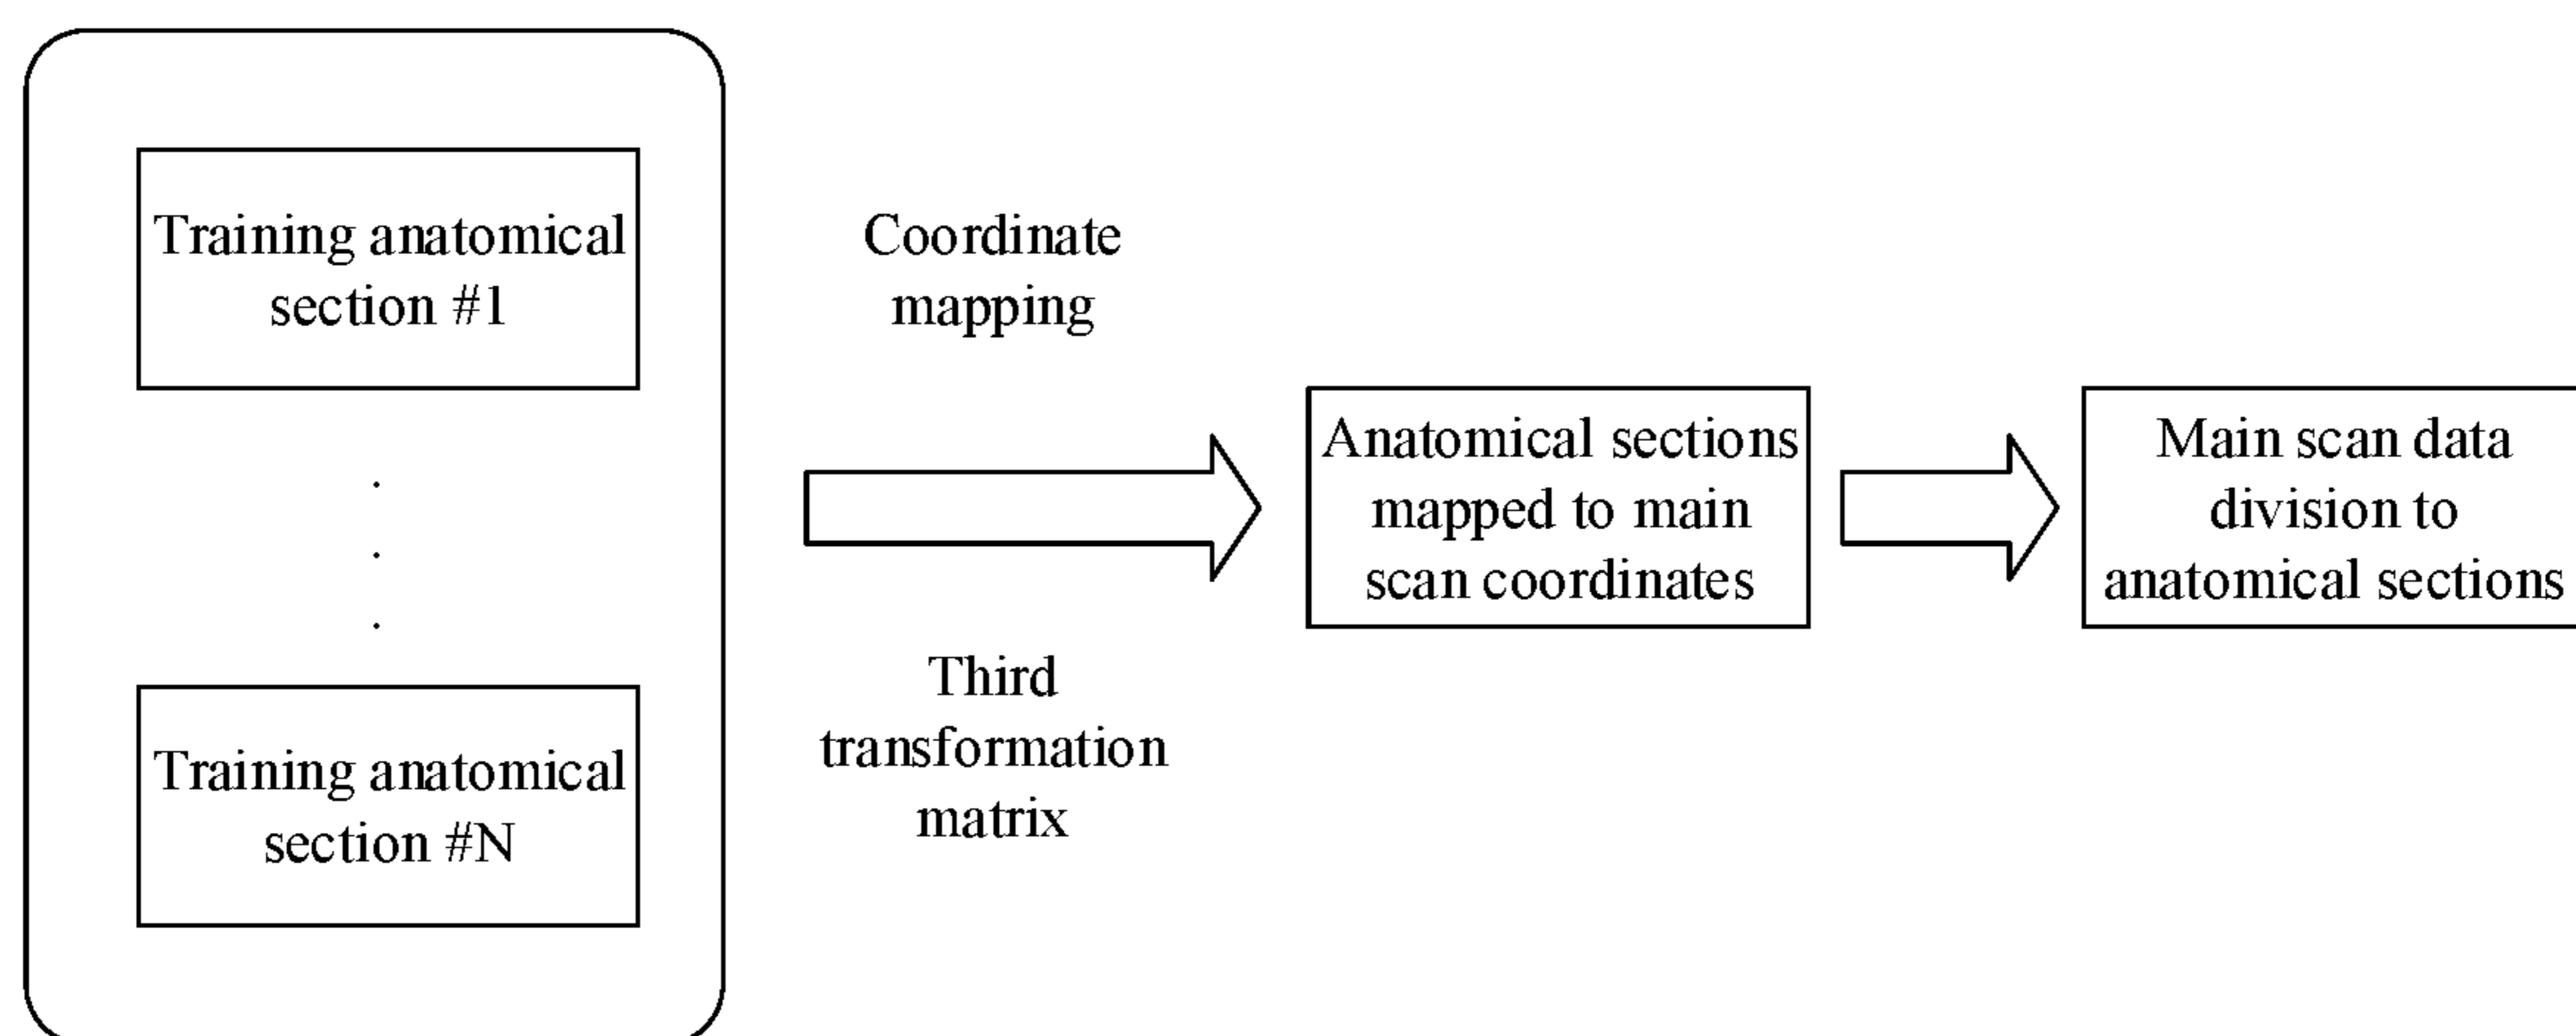 Training anatomical
section #1
.
.
.
Training anatomical
section #N
Coordinate
mapping
Third
transformation
matrix
Anatomical sections
mapped to main
scan coordinates
Main scan data
division to
anatomical sections